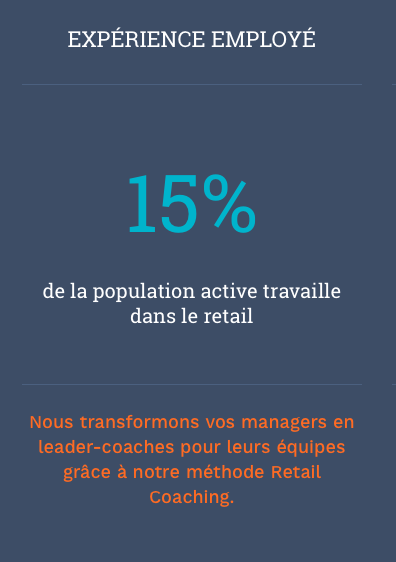 EXPÉRIENCE EMPLOYÉ
15%
de la population active travaille
dans le retail
Nous transformons vos managers en
leader-coaches pour leurs équipes
grâce à notre méthode Retail
Coaching.